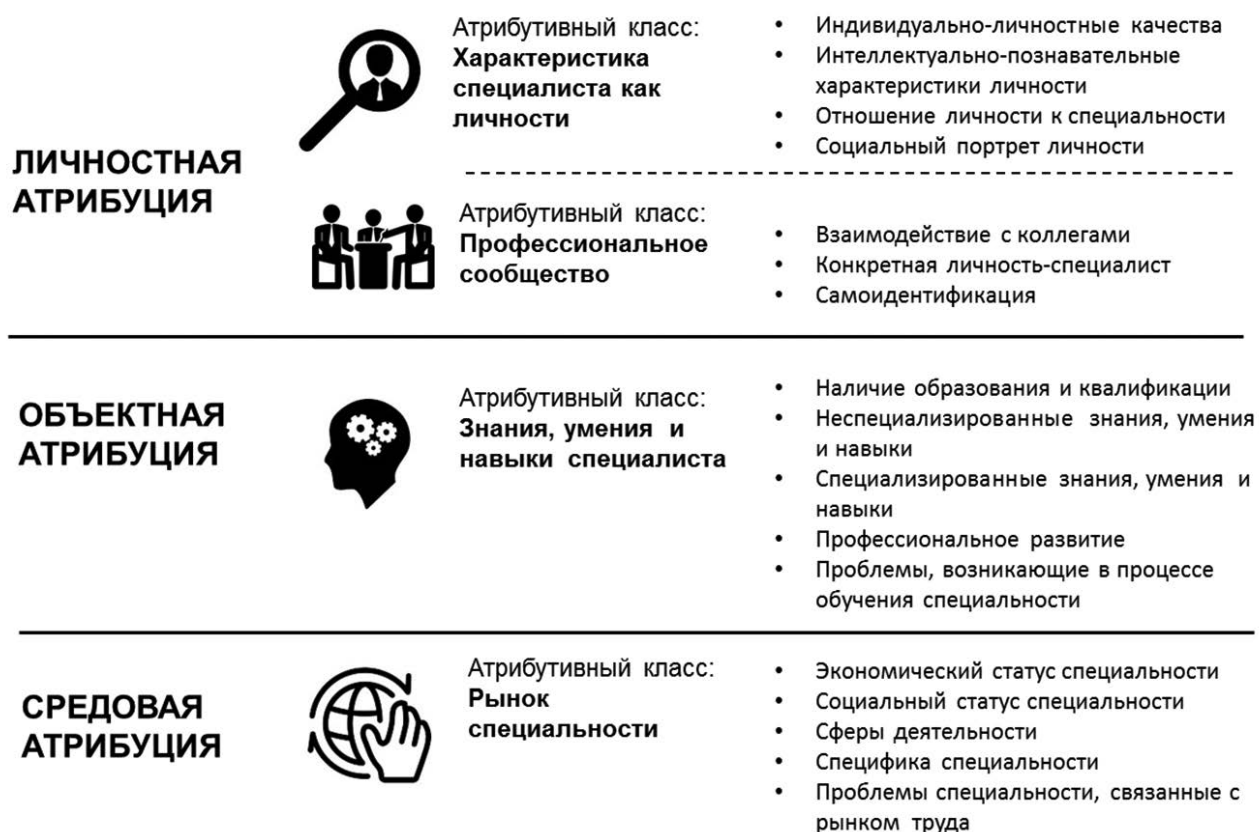 ЛИЧНОСТНАЯ
АТРИБУЦИЯ
Атрибутивный класс:
Характеристика
специалиста как
личности
• Индивидуально-личностные качества
• Интеллектуально-познавательные
характеристики личности
• Отношение личности к специальности
• Социальный портрет личности
Атрибутивный класс:
Профессиональное
сообщество
• Взаимодействие с коллегами
• Конкретная личность-специалист
• Самоидентификация
ОБЪЕКТНАЯ
АТРИБУЦИЯ
Атрибутивный класс:
Знания, умения и
навыки специалиста
• Наличие образования и квалификации
• Неспециализированные знания, умения
и навыки
• Специализированные знания, умения и
навыки
• Профессиональное развитие
• Проблемы, возникающие в процессе
обучения специальности
СРЕДОВАЯ
АТРИБУЦИЯ
Атрибутивный класс:
Рынок
специальности
• Экономический статус специальности
• Социальный статус специальности
• Сферы деятельности
• Специфика специальности
• Проблемы специальности, связанные с
рынком труда